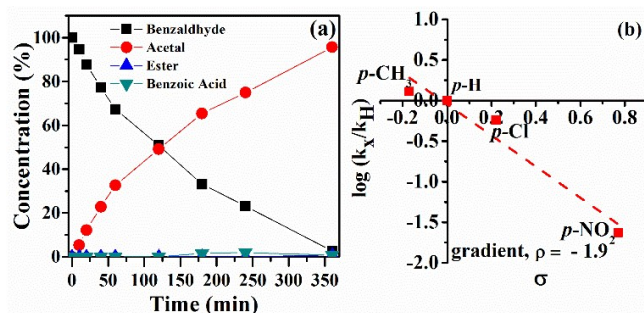 (a)
Benzaldhyde
Acetal
Ester
Benzoic Acid
Concentration (%)
100
80
60
40
20
0
0 50 100 150 200 250 300 350
Time (min)
(b)
log (kX/kH)
1.0
0.5
0.0
-0.5
-1.0
-1.5
-2.0
-0.2 0.0 0.2 0.4 0.6 0.8
p-CH3
p-H
p-Cl
p-NO2
gradient, ρ = - 1.9
σ